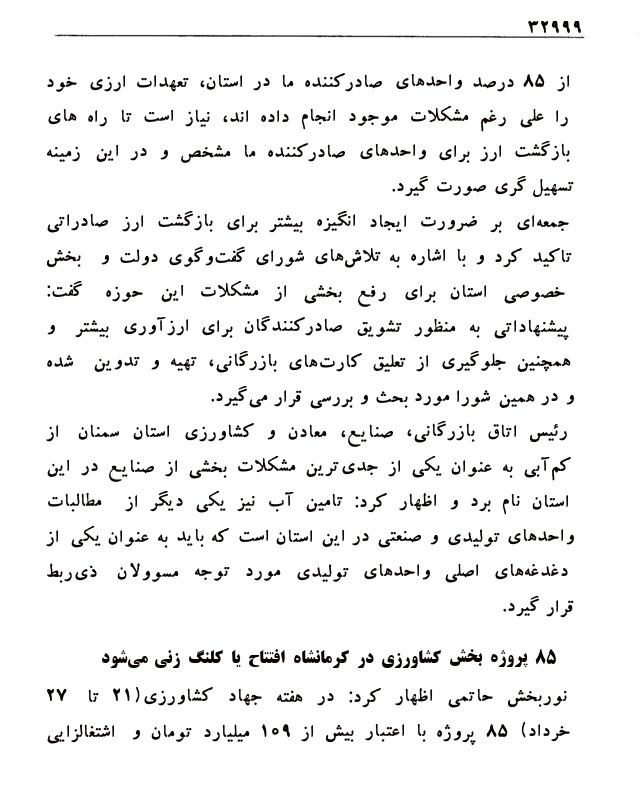 ۳۲۹۹۹
از ۸۵ درصد واحدهای صادرکننده ما در استان، تعهدات ارزی خود
را علی رغم مشکلات موجود انجام داده اند، نیاز است تا راه های
بازگشت ارز برای واحدهای صادرکننده ما مشخص و در این زمینه
تسهیل گری صورت گیرد.
جمعه‌ای بر ضرورت ایجاد انگیزه بیشتر برای بازگشت ارز صادراتی
تاکید کرد و با اشاره به تلاش‌های شورای گفت‌وگوی دولت و بخش
خصوصی استان برای رفع بخشی از مشکلات این حوزه گفت:
پیشنهاداتی به منظور تشویق صادرکنندگان برای ارزآوری بیشتر و
همچنین جلوگیری از تعلیق کارت‌های بازرگانی، تهیه و تدوین شده
و در همین شورا مورد بحث و بررسی قرار می‌گیرد.
رئیس اتاق بازرگانی، صنایع، معادن و کشاورزی استان سمنان از
کم‌آبی به عنوان یکی از جدی‌ترین مشکلات بخشی از صنایع در این
استان نام برد و اظهار کرد: تامین آب نیز یکی دیگر از مطالبات
واحدهای تولیدی و صنعتی در این استان است که باید به عنوان یکی از
دغدغه‌های اصلی واحدهای تولیدی مورد توجه مسوولان ذی‌ربط
قرار گیرد.
۸۵ پروژه بخش کشاورزی در کرمانشاه افتتاح یا کلنگ زنی می‌شود
نوربخش حاتمی اظهار کرد: در هفته جهاد کشاورزی(۲۱ تا ۲۷
خرداد) ۸۵ پروژه با اعتبار بیش از ۱۰۹ میلیارد تومان و اشتغالزایی